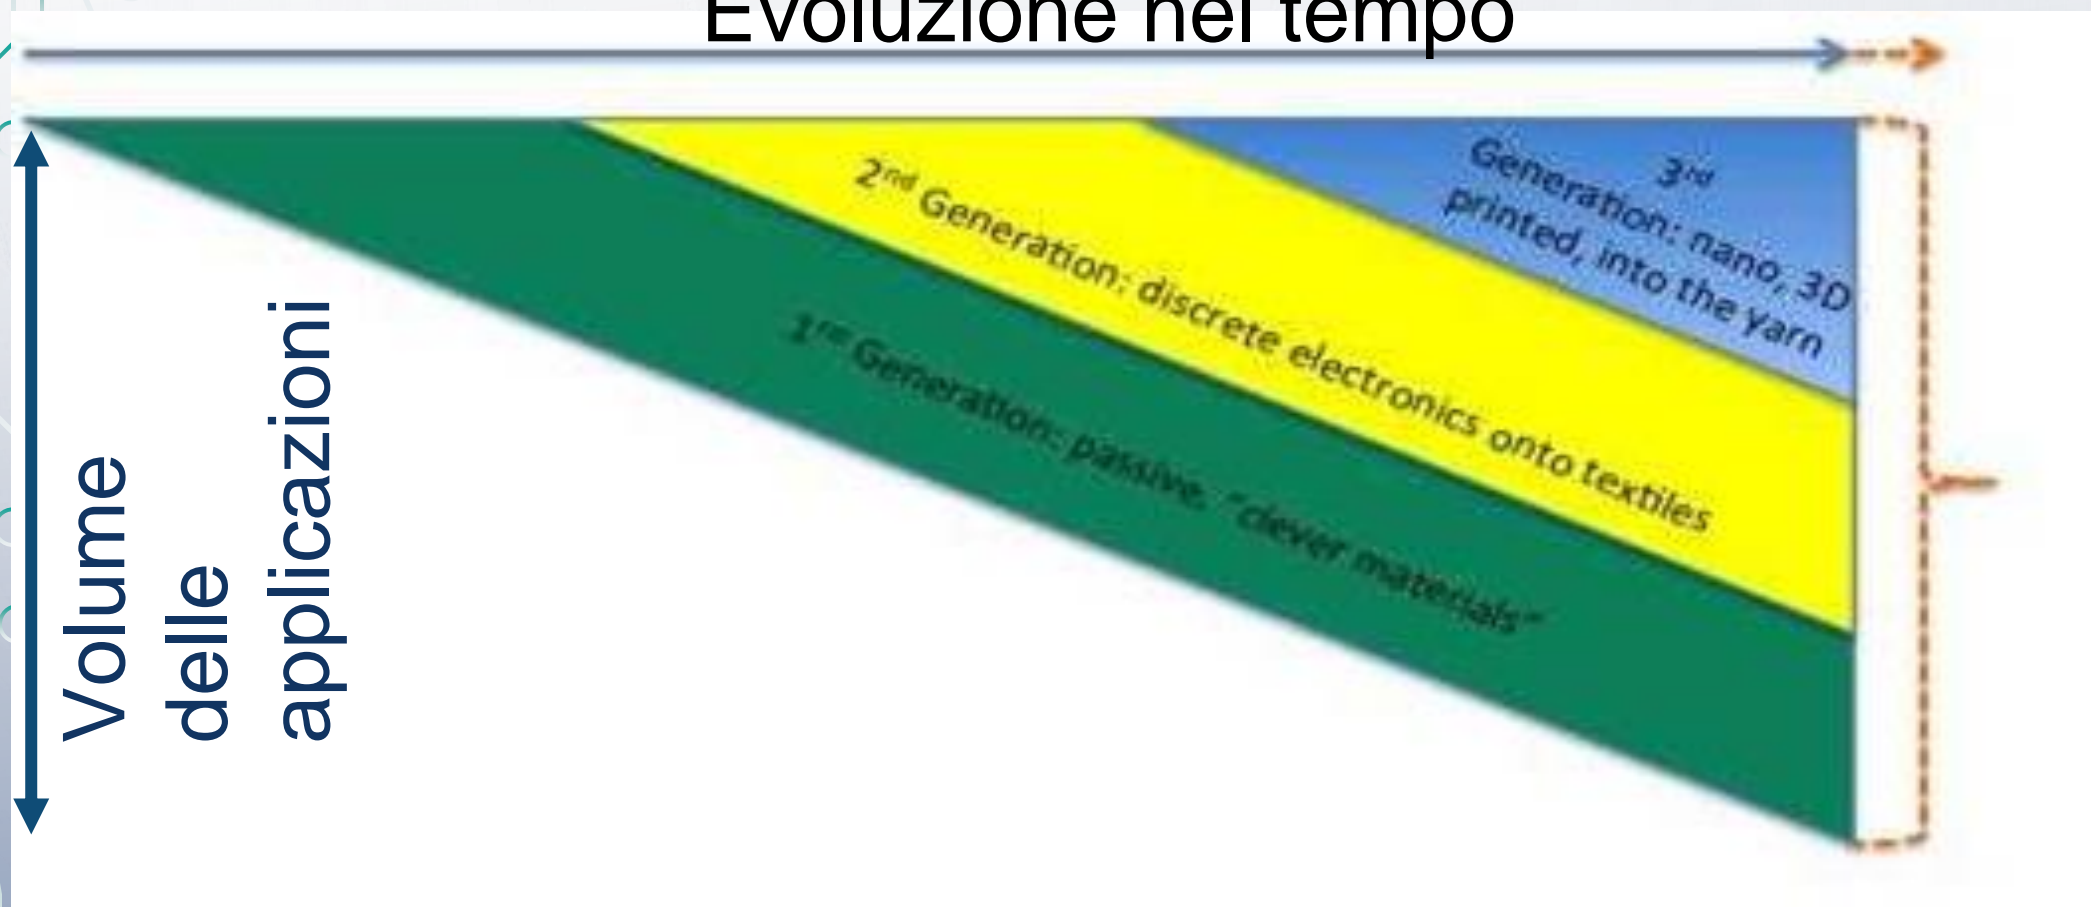 Evoluzione nel tempo
Volume
delle
applicazioni
3rd
Generation: nano, 3D
printed, into the yarn
2nd Generation: discrete electronics onto textiles
Generation: passive, "clever materials"